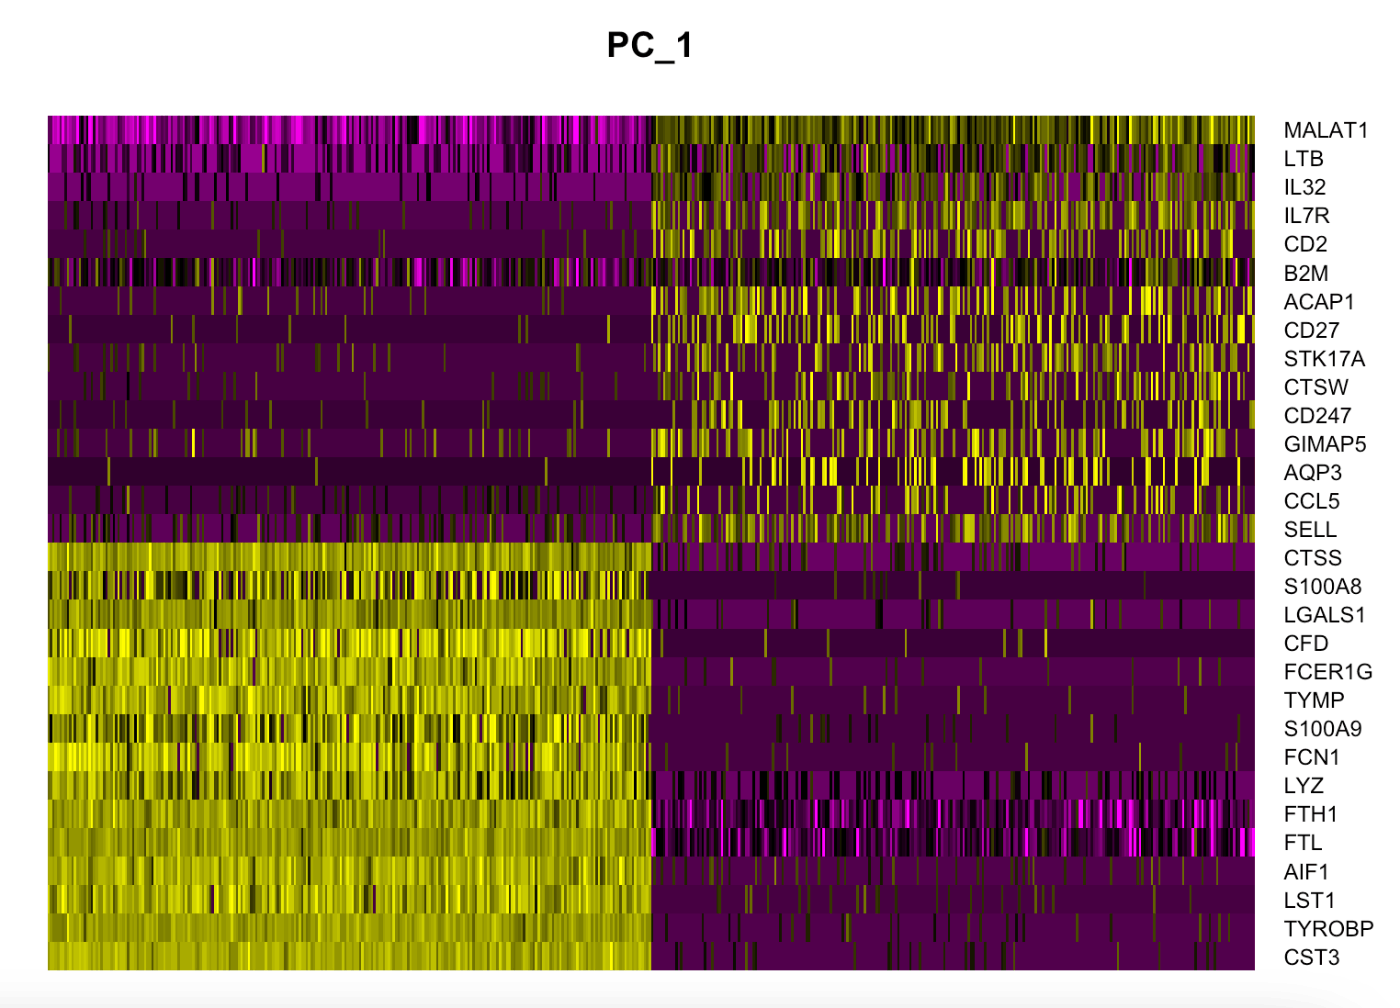 PC_1
MALAT1
LTB
IL32
IL7R
CD2
B2M
ACAP1
CD27
STK17A
CTSW
CD247
GIMAP5
AQP3
CCL5
SELL
CTSS
S100A8
LGALS1
CFD
FCER1G
TYMP
S100A9
FCN1
LYZ
FTH1
FTL
AIF1
LST1
TYROBP
CST3